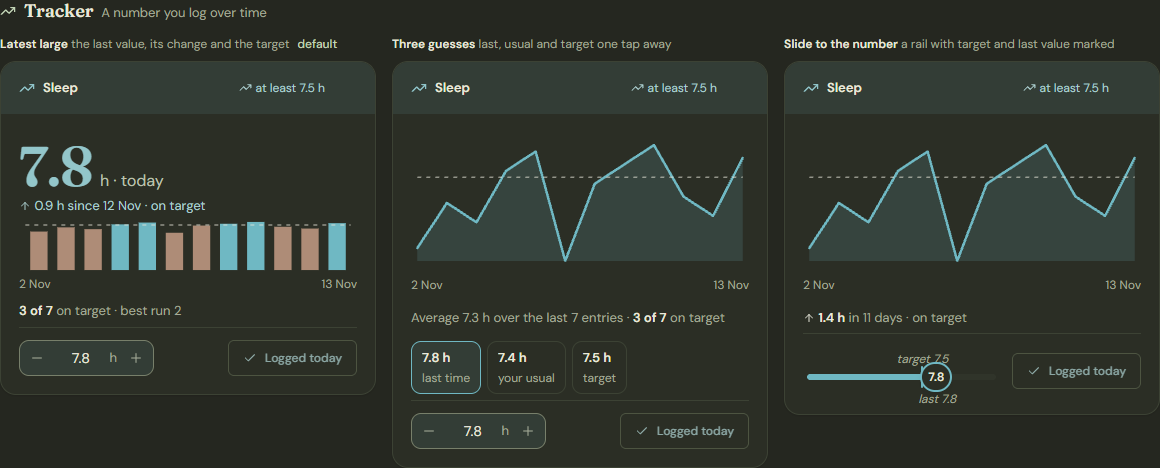 Tracker A number you log over time
Latest large the last value, its change and the target default
Sleep
at least 7.5 h
7.8 h · today
↑ 0.9 h since 12 Nov · on target
2 Nov
13 Nov
3 of 7 on target · best run 2
− 7.8 h +
Logged today
Three guesses last, usual and target one tap away
Sleep
at least 7.5 h
2 Nov
13 Nov
Average 7.3 h over the last 7 entries · 3 of 7 on target
7.8 h
last time
7.4 h
your usual
7.5 h
target
− 7.8 h +
Logged today
Slide to the number a rail with target and last value marked
Sleep
at least 7.5 h
2 Nov
13 Nov
↑ 1.4 h in 11 days · on target
target 7.5
7.8
last 7.8
Logged today